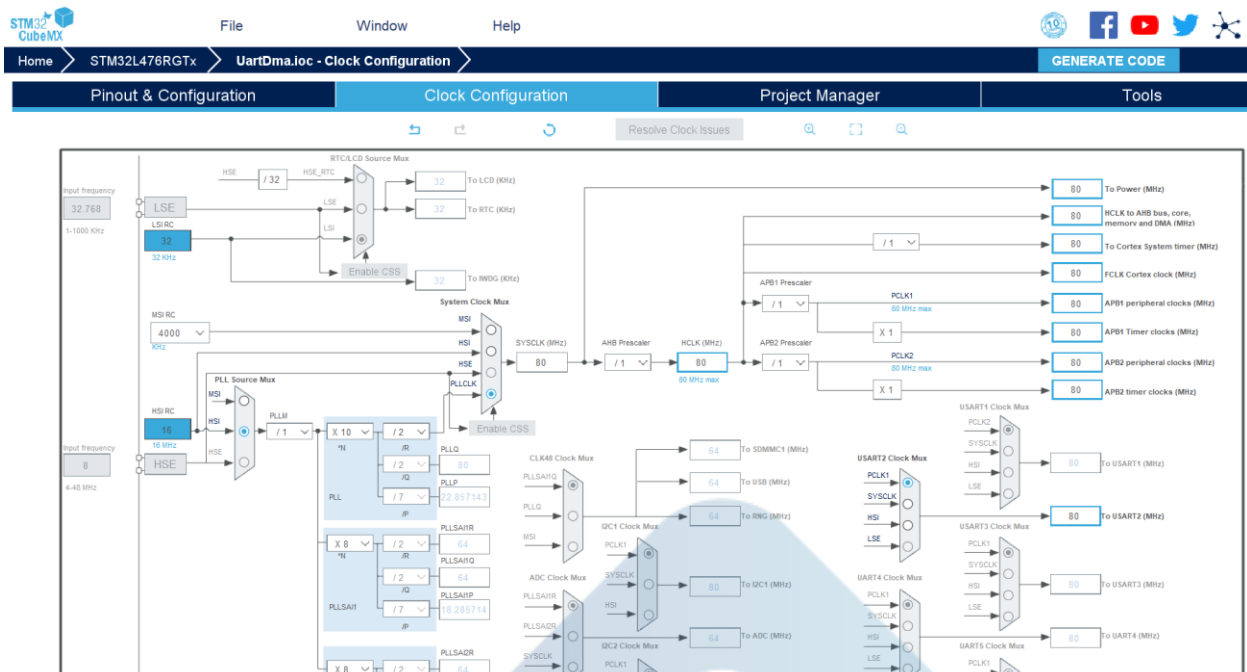 STM32
CubeMX
File
Window
Help
10
Home
STM32L476RGTx
UartDma.ioc - Clock Configuration
GENERATE CODE
Pinout & Configuration
Clock Configuration
Project Manager
Tools
Resolve Clock Issues
RTC/LCD Source Mux
HSE
/ 32
HSE_RTC
32
To LCD (KHz)
Input frequency
32.768
1-1000 KHz
LSE
LSE
32
To RTC (KHz)
LSI RC
32
32 KHz
LSI
Enable CSS
32
To IWDG (KHz)
80
To Power (MHz)
80
HCLK to AHB bus, core,
memory and DMA (MHz)
/ 1
80
To Cortex System timer (MHz)
80
FCLK Cortex clock (MHz)
APB1 Prescaler
/ 1
PCLK1
80 MHz max
80
APB1 peripheral clocks (MHz)
X 1
80
APB1 Timer clocks (MHz)
System Clock Mux
MSI RC
4000
KHz
MSI
HSI
HSE
PLLCLK
SYSCLK (MHz)
80
AHB Prescaler
/ 1
HCLK (MHz)
80
80 MHz max
APB2 Prescaler
/ 1
PCLK2
80 MHz max
80
APB2 peripheral clocks (MHz)
X 1
80
APB2 timer clocks (MHz)
Enable CSS
PLL Source Mux
MSI
HSI
HSE
HSI RC
16
16 MHz
Input frequency
8
4-48 MHz
HSE
PLLM
/ 1
X 10
*N
/ 2
/R
PLLQ
/ 2
80
/Q
PLLP
/ 7
22.857143
/P
PLL
PLLSAI1R
X 8
*N
/ 2
64
/R
PLLSAI1Q
/ 2
64
/Q
PLLSAI1P
/ 7
18.285714
/P
PLLSAI1
PLLSAI2R
X 8
/ 2
64
CLK48 Clock Mux
PLLSAI1Q
PLLQ
MSI
64
To SDMMC1 (MHz)
64
To USB (MHz)
64
To RNG (MHz)
I2C1 Clock Mux
PCLK1
SYSCLK
HSI
80
To I2C1 (MHz)
ADC Clock Mux
PLLSAI1R
PLLSAI2R
SYSCLK
64
To ADC (MHz)
I2C2 Clock Mux
PCLK1
USART2 Clock Mux
PCLK1
SYSCLK
HSI
LSE
80
To USART2 (MHz)
UART4 Clock Mux
PCLK1
SYSCLK
HSI
LSE
80
To UART4 (MHz)
USART1 Clock Mux
PCLK2
SYSCLK
HSI
LSE
80
To USART1 (MHz)
USART3 Clock Mux
PCLK1
SYSCLK
HSI
LSE
80
To USART3 (MHz)
UART5 Clock Mux
PCLK1